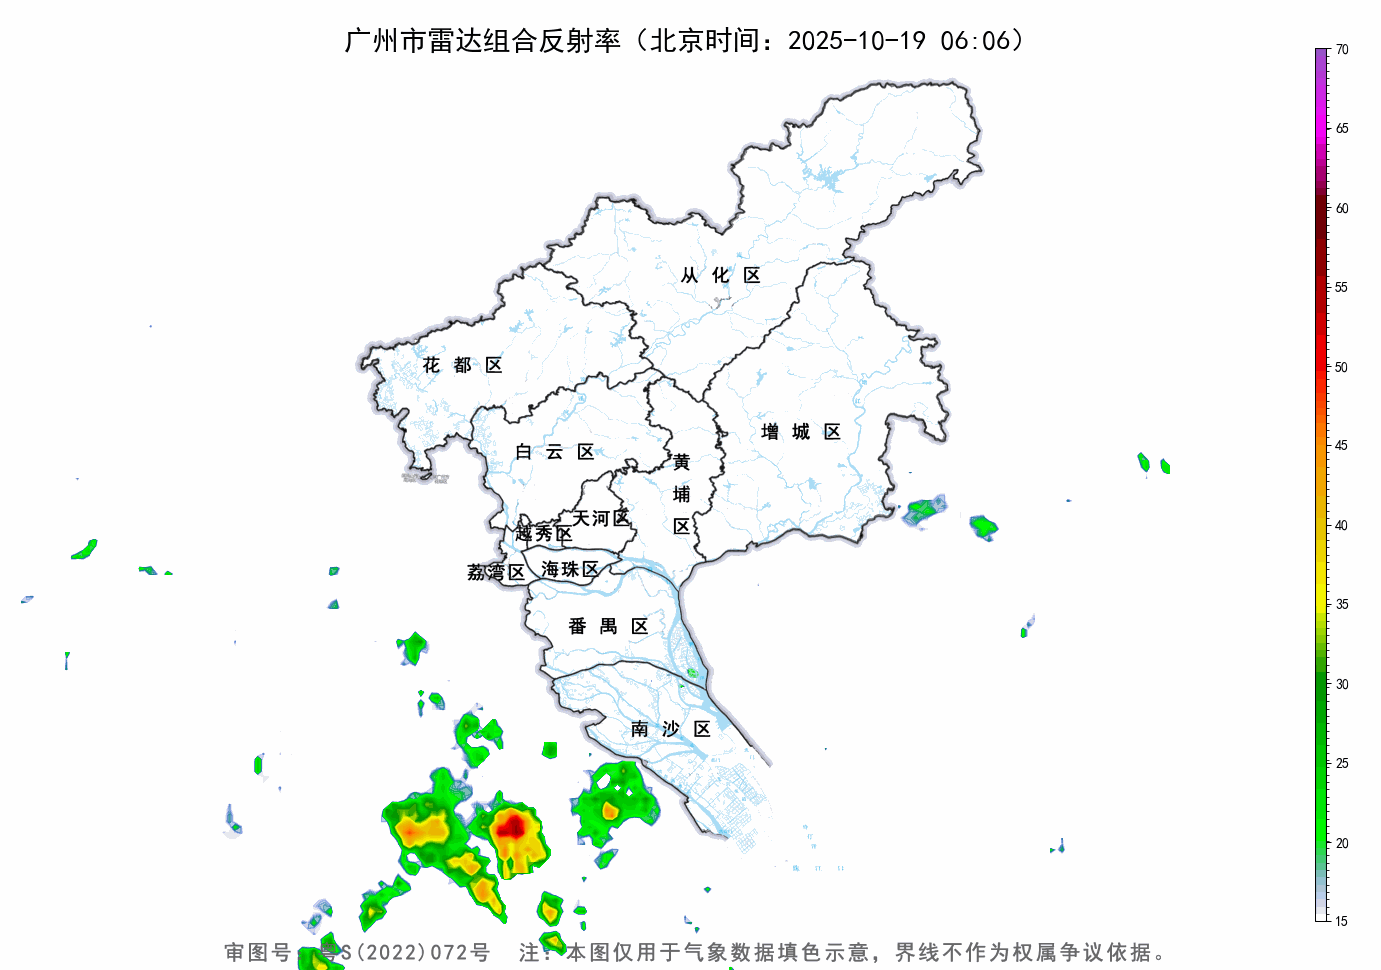 广州市雷达组合反射率（北京时间：2025-10-19 06:06）
70
65
60
55
50
45
40
35
30
25
20
15
从化区
花都区
增城区
白云区
黄埔区
天河区
越秀区
海珠区
荔湾区
番禺区
南沙区
审图号：粤S(2022)072号 注：本图仅用于气象数据填色示意，界线不作为权属争议依据。